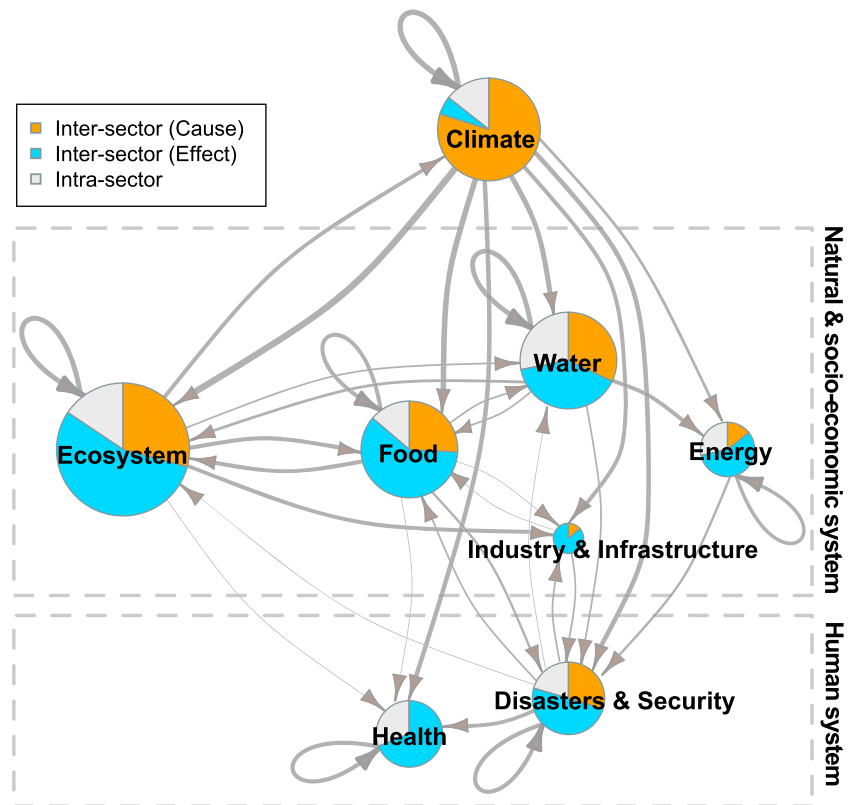 Climate
Inter-sector (Cause)
Inter-sector (Effect)
Intra-sector
Natural & socio-economic system
Water
Ecosystem
Food
Energy
Industry & Infrastructure
Human system
Disasters & Security
Health